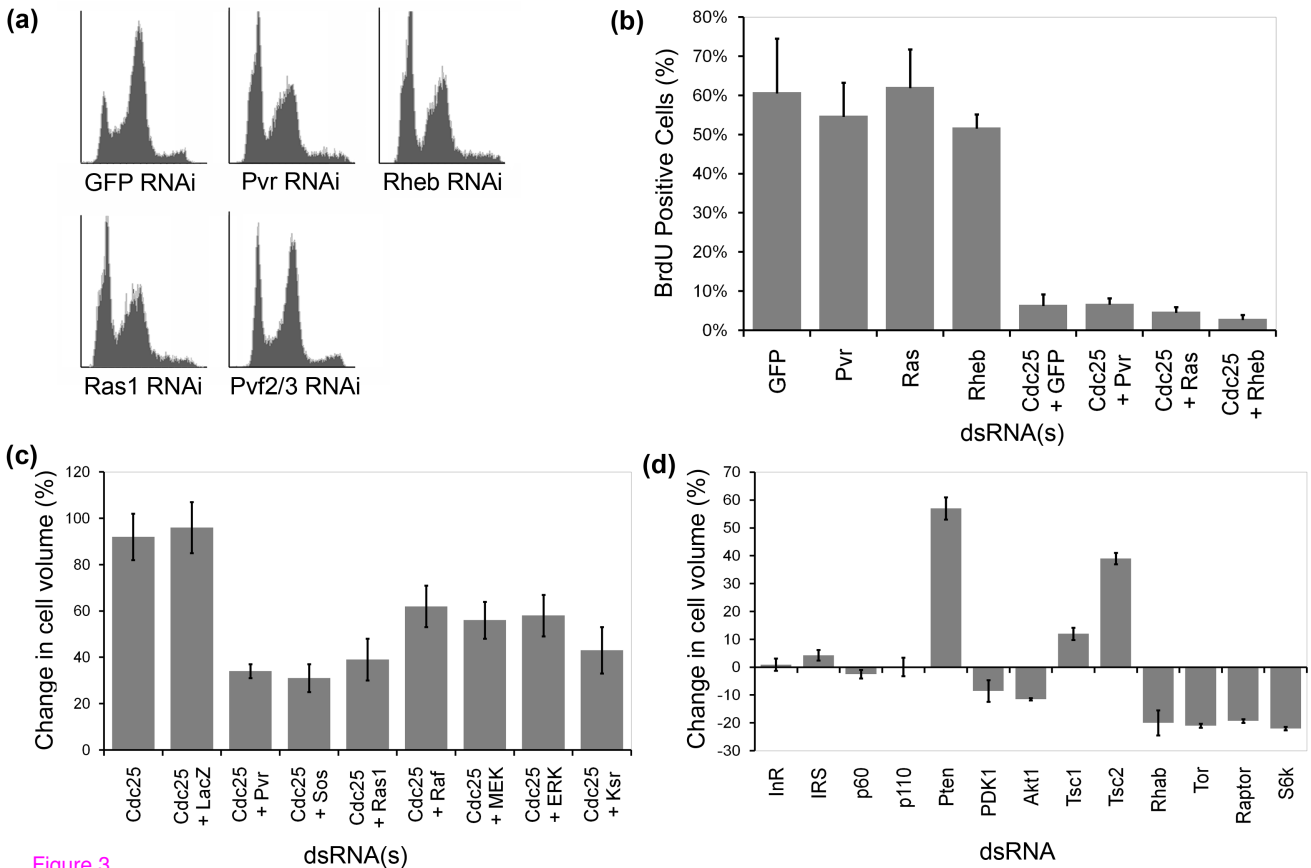 (a)
GFP RNAi
Pvr RNAi
Rheb RNAi
Ras1 RNAi
Pvf2/3 RNAi
(b)
BrdU Positive Cells (%)
80%
70%
60%
50%
40%
30%
20%
10%
0%
GFP
Pvr
Ras
Rheb
Cdc25
+ GFP
Cdc25
+ Pvr
Cdc25
+ Ras
Cdc25
+ Rheb
dsRNA(s)
(c)
Change in cell volume (%)
120
100
80
60
40
20
0
Cdc25
Cdc25
+ LacZ
Cdc25
+ Pvr
Cdc25
+ Sos
Cdc25
+ Ras1
Cdc25
+ Raf
Cdc25
+ MEK
Cdc25
+ ERK
Cdc25
+ Ksr
dsRNA(s)
(d)
Change in cell volume (%)
70
60
50
40
30
20
10
0
-10
-20
-30
InR
IRS
p60
p110
Pten
PDK1
Akt1
Tsc1
Tsc2
Rhab
Tor
Raptor
S6k
dsRNA
Figure 3